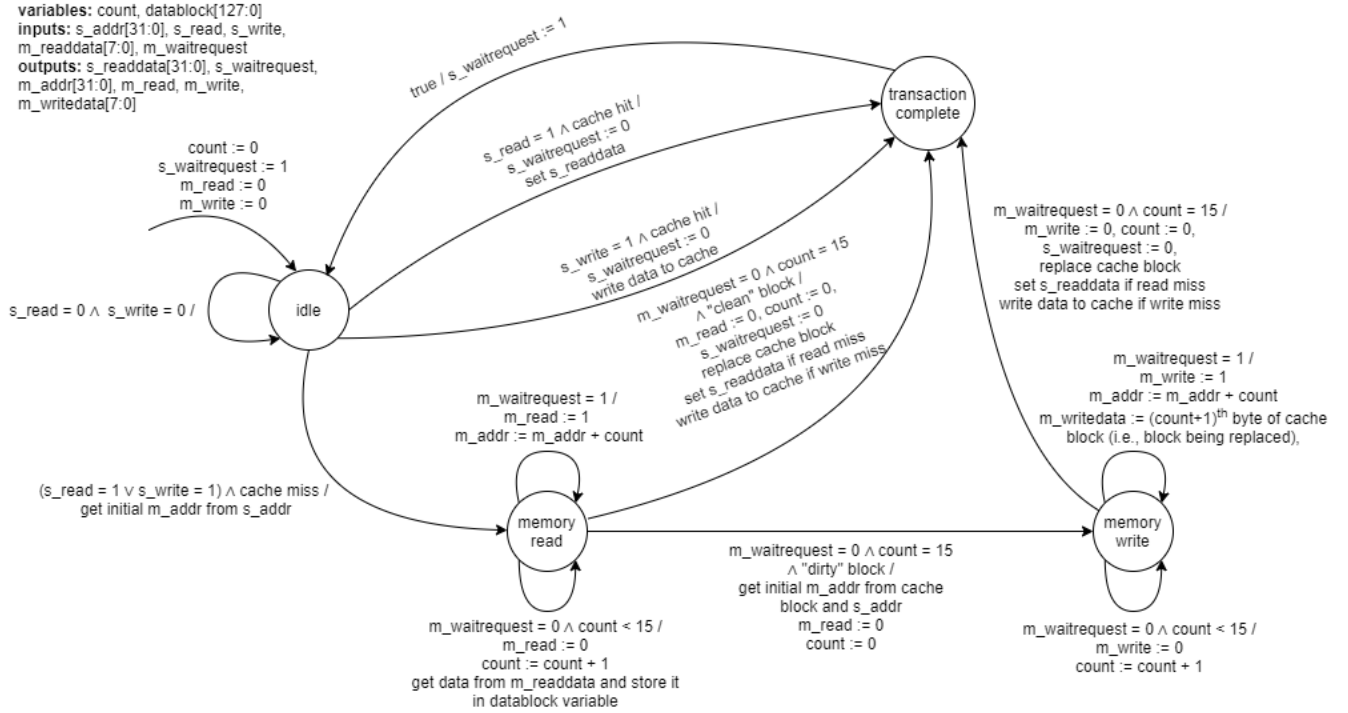 variables: count, datablock[127:0]
inputs: s_addr[31:0], s_read, s_write,
m_readdata[7:0], m_waitrequest
outputs: s_readdata[31:0], s_waitrequest,
m_addr[31:0], m_read, m_write,
m_writedata[7:0]
true / s_waitrequest := 1
transaction
complete
s_read = 1 ∧ cache hit /
s_waitrequest := 0
set s_readdata
count := 0
s_waitrequest := 1
m_read := 0
m_write := 0
s_write = 1 ∧ cache hit /
s_waitrequest := 0
write data to cache
m_waitrequest = 0 ∧ count = 15 /
m_write := 0, count := 0,
s_waitrequest := 0,
replace cache block
set s_readdata if read miss
write data to cache if write miss
s_read = 0 ∧ s_write = 0 /
idle
m_waitrequest = 0 ∧ count = 15
∧ "clean" block /
m_read := 0, count := 0,
s_waitrequest := 0
replace cache block
set s_readdata if read miss
write data to cache if write miss
m_waitrequest = 1 /
m_read := 1
m_addr := m_addr + count
m_waitrequest = 1 /
m_write := 1
m_addr := m_addr + count
m_writedata := (count+1)th byte of cache
block (i.e., block being replaced),
(s_read = 1 ∨ s_write = 1) ∧ cache miss /
get initial m_addr from s_addr
memory
read
memory
write
m_waitrequest = 0 ∧ count = 15
∧ "dirty" block /
get initial m_addr from cache
block and s_addr
m_read := 0
count := 0
m_waitrequest = 0 ∧ count < 15 /
m_read := 0
count := count + 1
get data from m_readdata and store it
in datablock variable
m_waitrequest = 0 ∧ count < 15 /
m_write := 0
count := count + 1